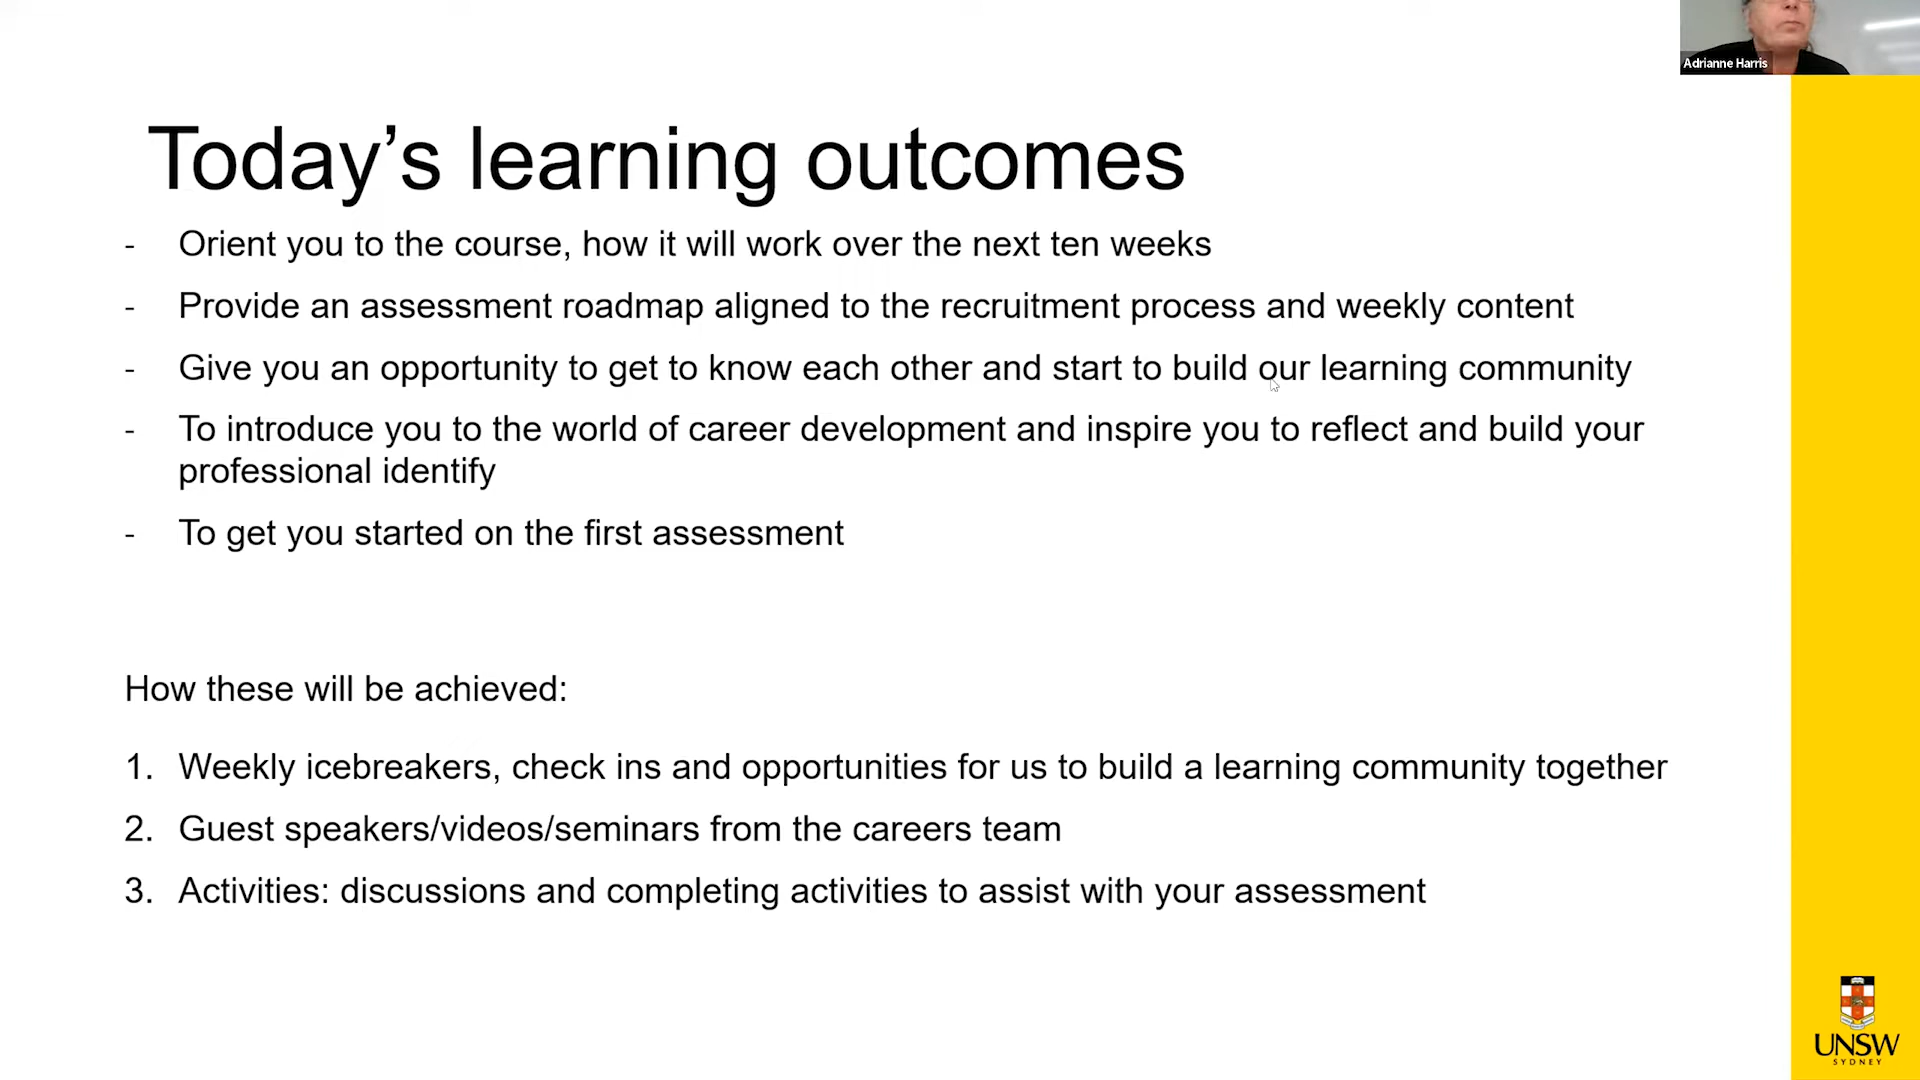 Adrianne Harris
Today’s learning outcomes
- Orient you to the course, how it will work over the next ten weeks
- Provide an assessment roadmap aligned to the recruitment process and weekly content
- Give you an opportunity to get to know each other and start to build our learning community
- To introduce you to the world of career development and inspire you to reflect and build your
professional identify
- To get you started on the first assessment
How these will be achieved:
1. Weekly icebreakers, check ins and opportunities for us to build a learning community together
2. Guest speakers/videos/seminars from the careers team
3. Activities: discussions and completing activities to assist with your assessment
UNSW
SYDNEY